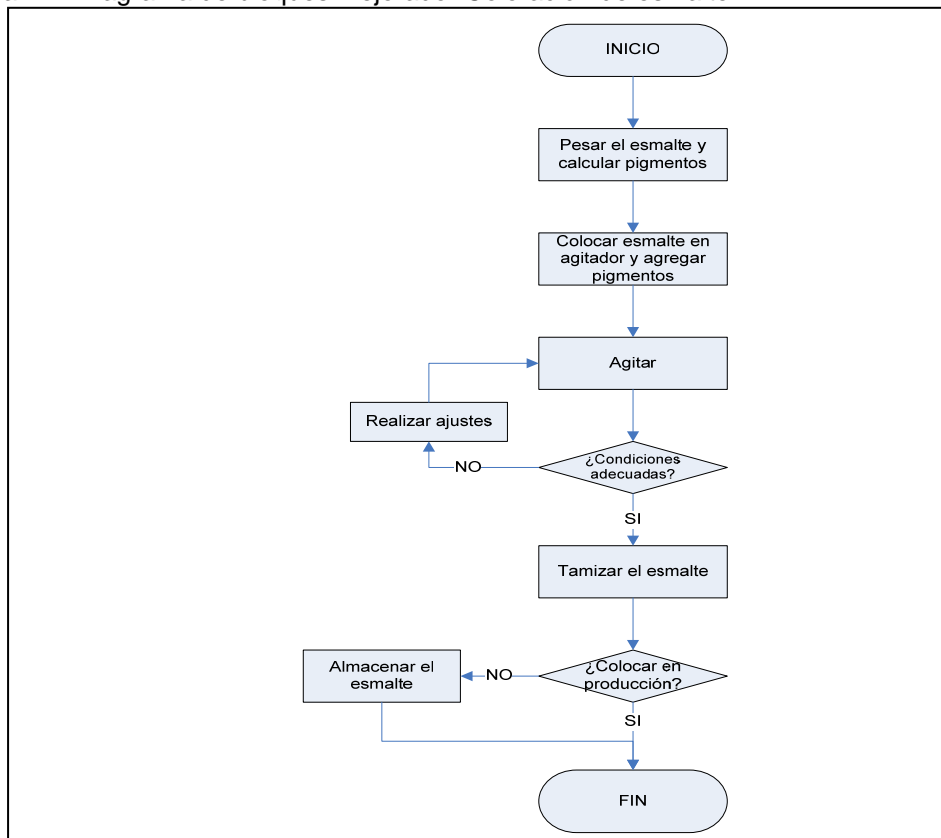 INICIO
Pesar el esmalte y
calcular pigmentos
Colocar esmalte en
agitador y agregar
pigmentos
Agitar
Realizar ajustes
¿Condiciones
adecuadas?
NO
SI
Tamizar el esmalte
Almacenar el
esmalte
NO
¿Colocar en
producción?
SI
FIN